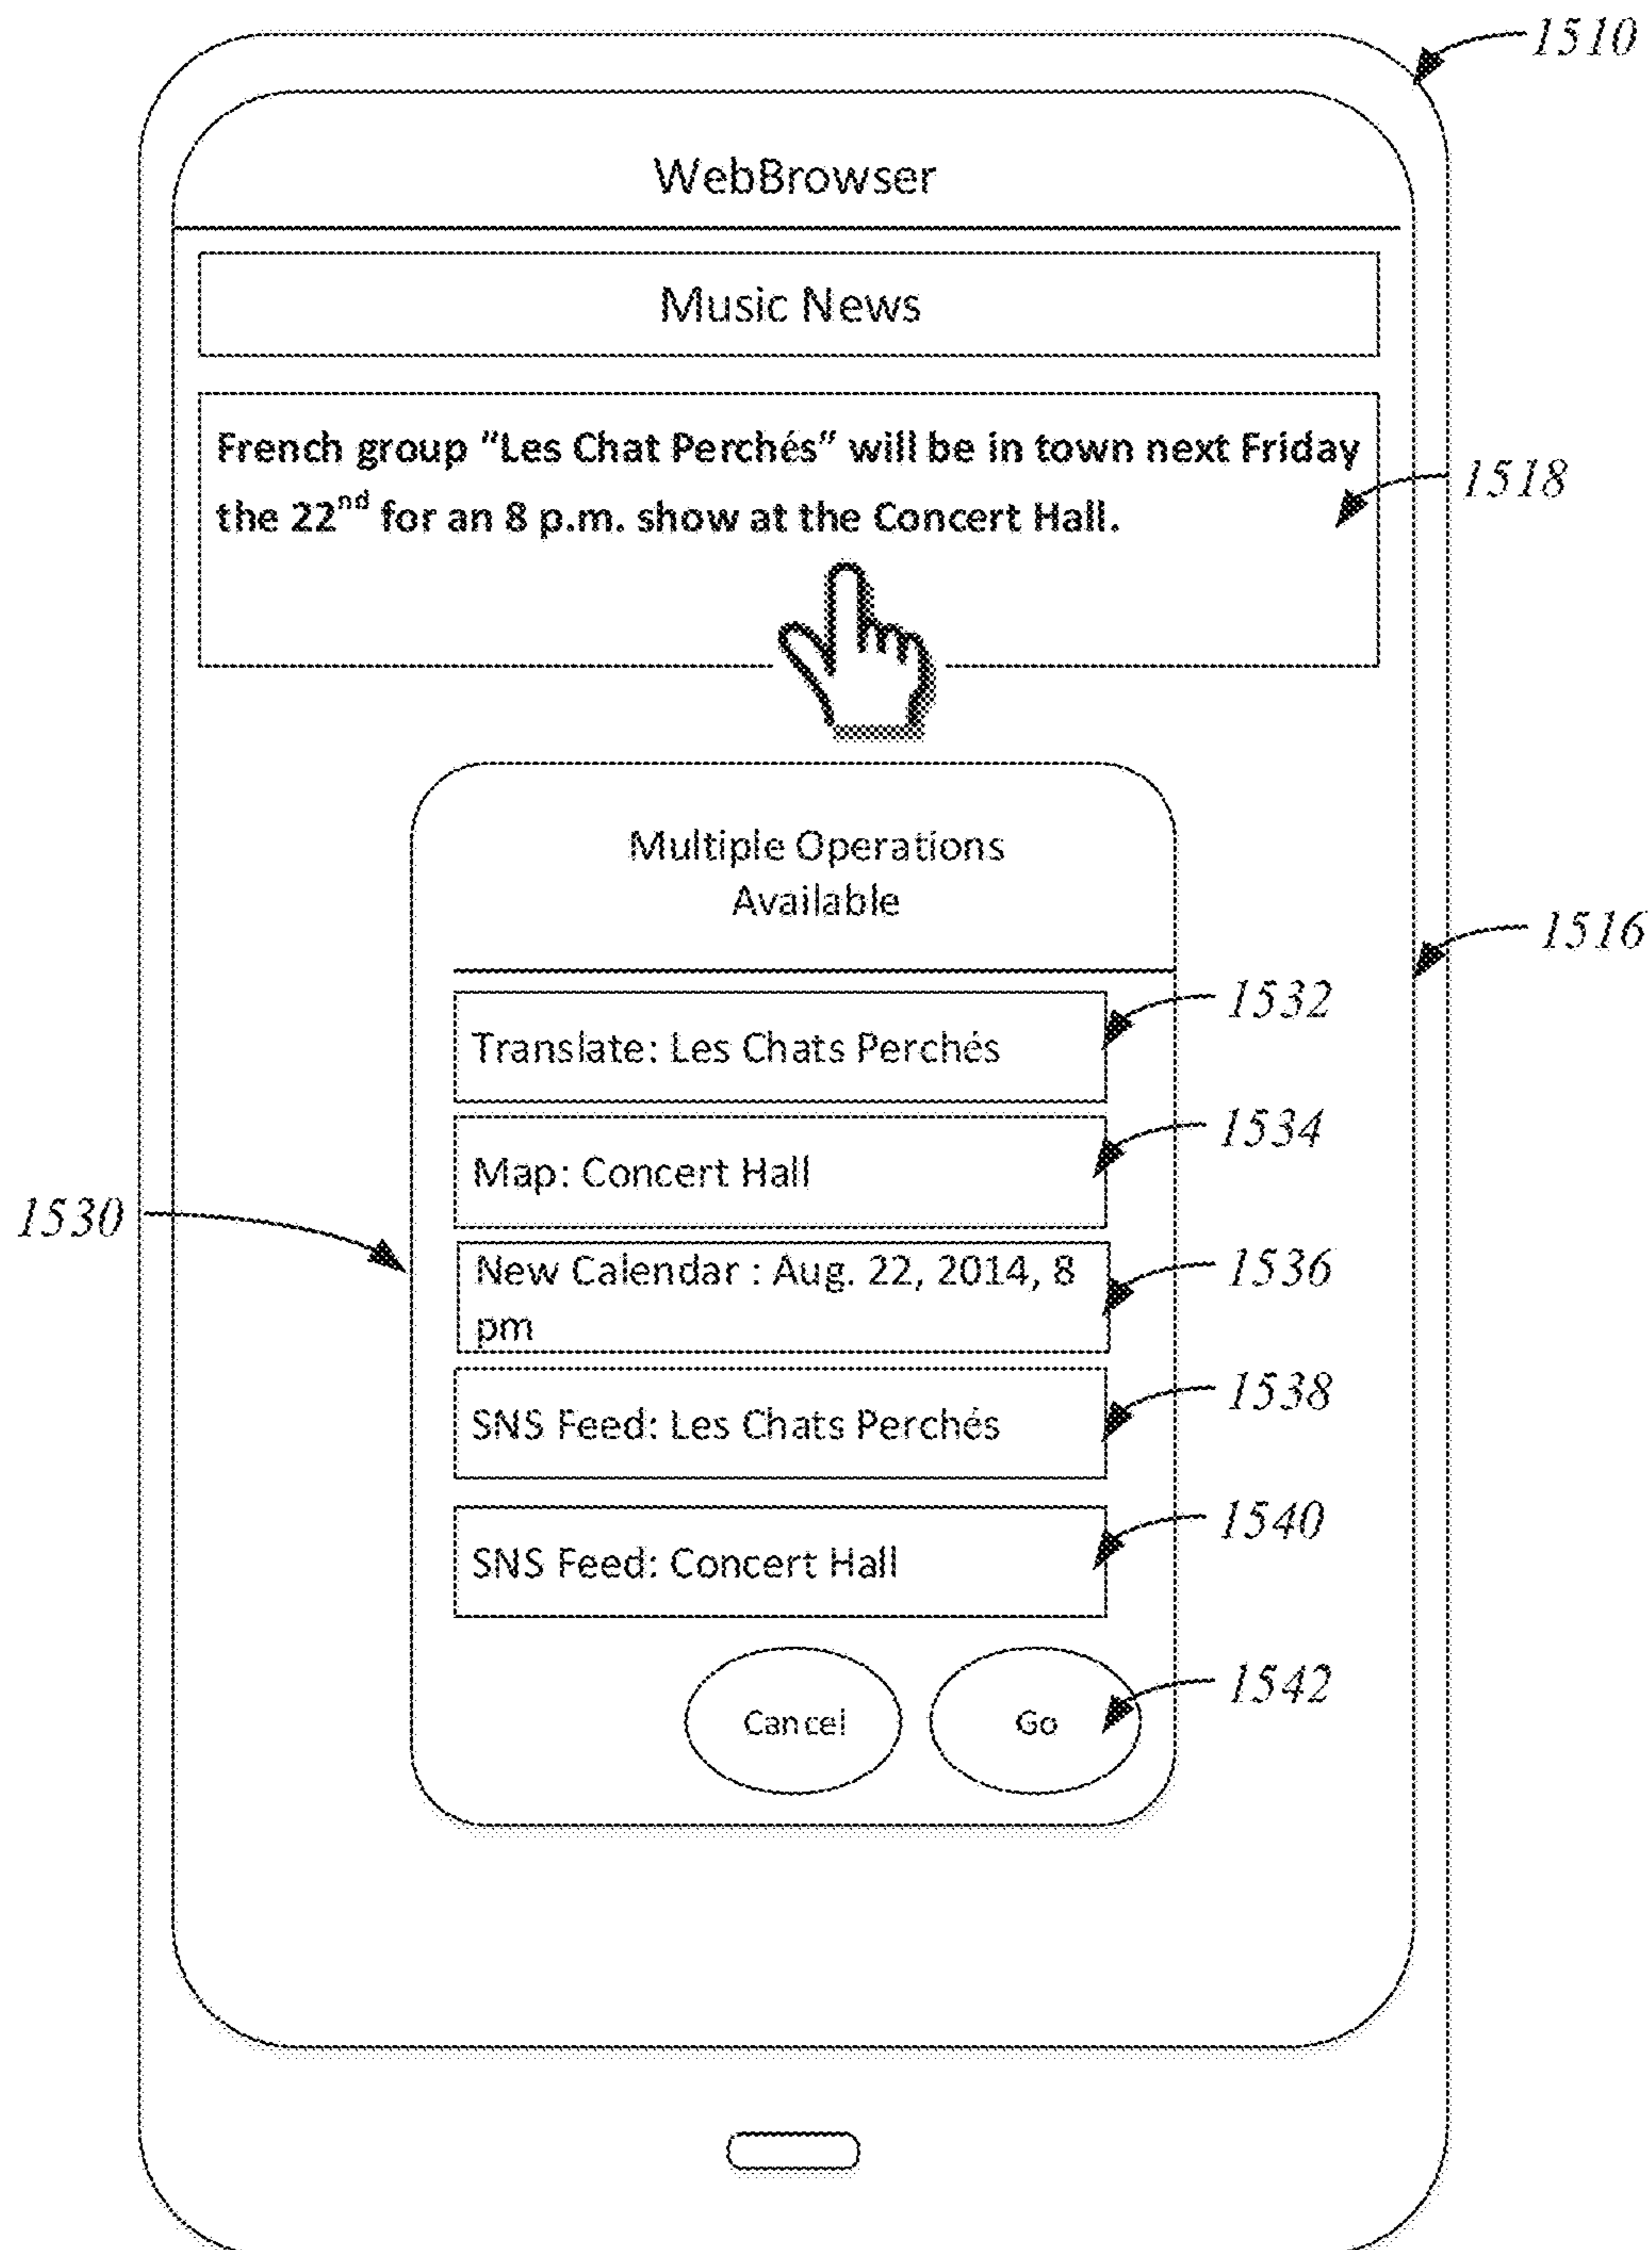 1510
WebBrowser
Music News
French group "Les Chat Perchés" will be in town next Friday
the 22nd for an 8 p.m. show at the Concert Hall.
1518
Multiple Operations
Available
1516
1532
Translate: Les Chats Perchés
1534
Map: Concert Hall
1530
1536
New Calendar : Aug. 22, 2014, 8
pm
1538
SNS Feed: Les Chats Perchés
1540
SNS Feed: Concert Hall
1542
Cancel
Go